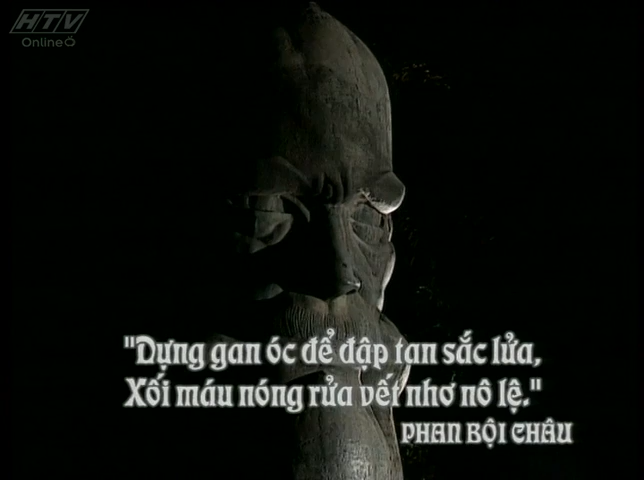 HTV
Online
"Dựng gan óc để đập tan sắc lửa,
Xối máu nóng rửa vết nhơ nô lệ."
PHAN BỘI CHÂU